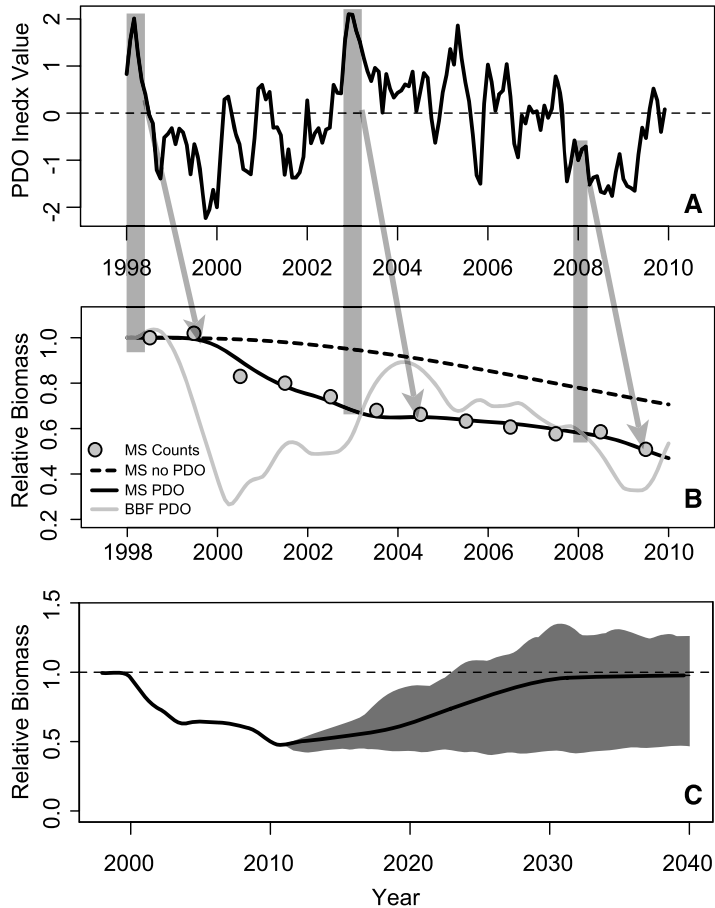 PDO Inedx Value
2
1
0
-1
-2
A
1998 2000 2002 2004 2006 2008 2010
Relative Biomass
1.0
0.8
0.6
0.4
0.2
MS Counts
MS no PDO
MS PDO
BBF PDO
B
1998 2000 2002 2004 2006 2008 2010
Relative Biomass
1.5
1.0
0.5
0.0
C
2000 2010 2020 2030 2040
Year